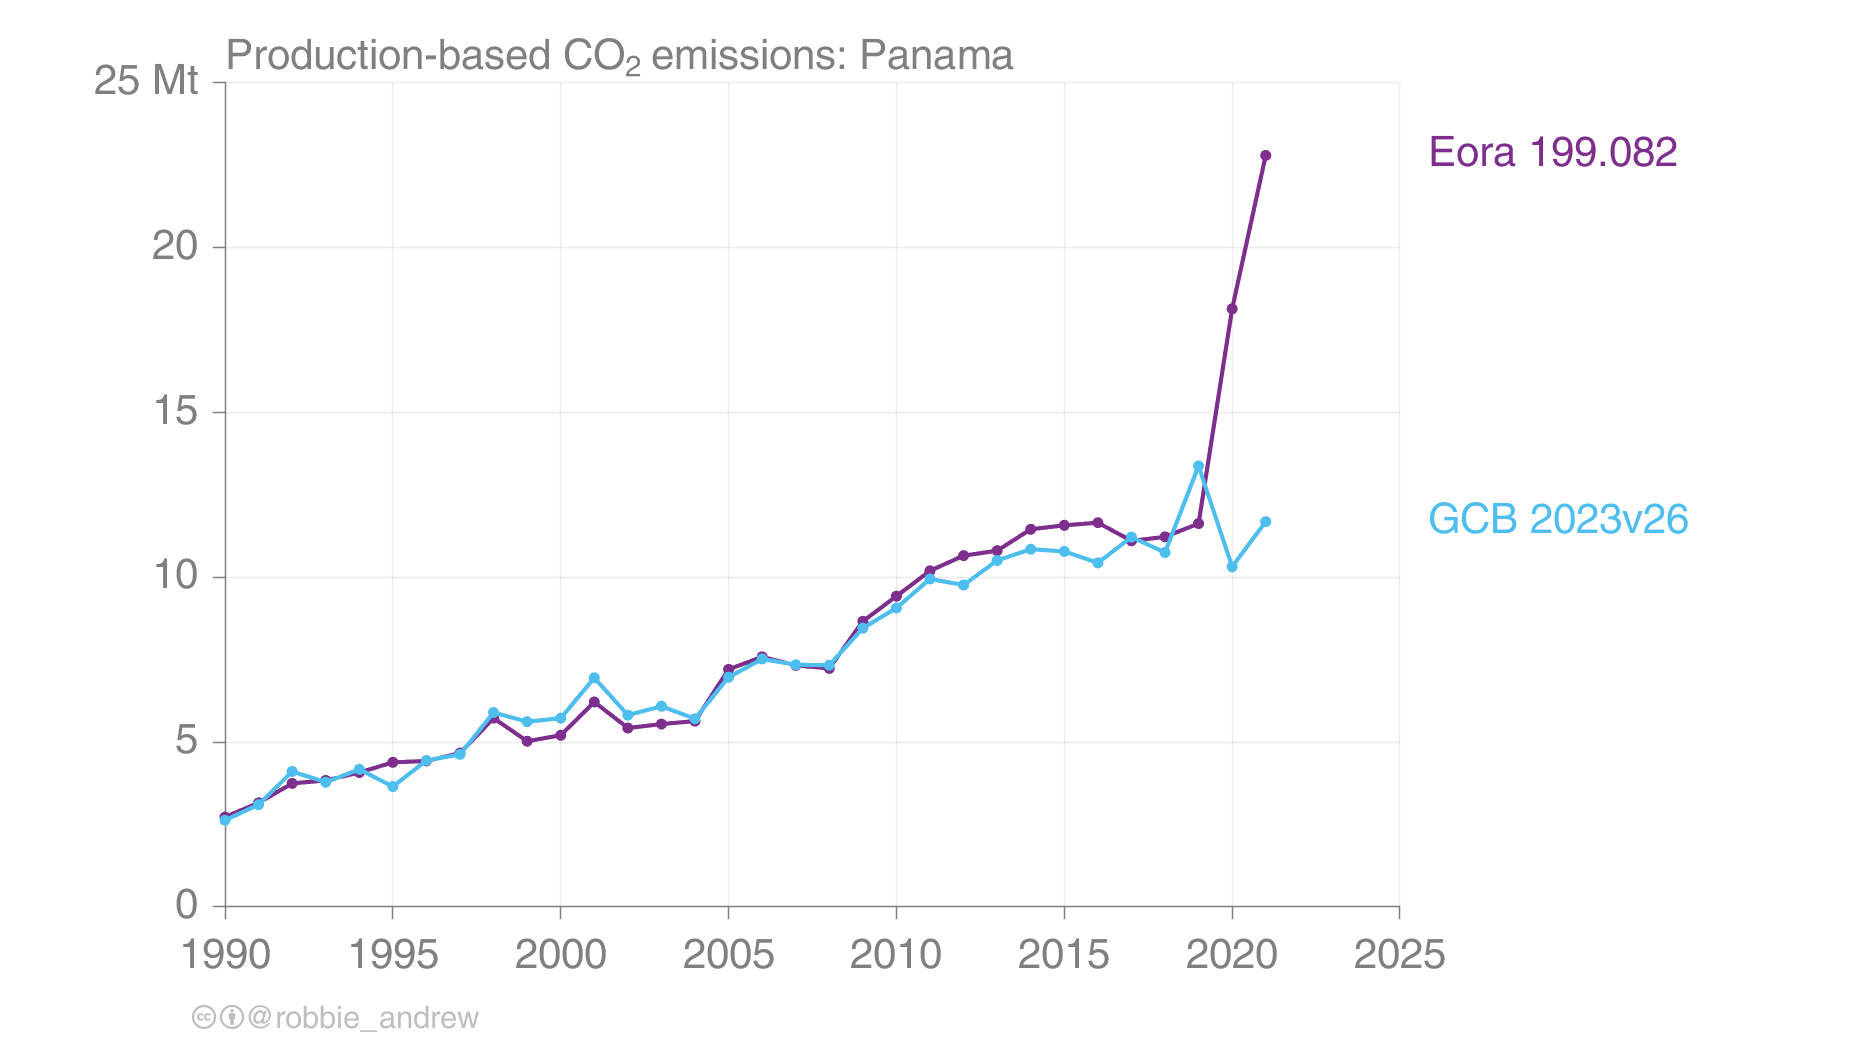 Production-based CO₂ emissions: Panama
25 Mt
20
15
10
5
0
1990 1995 2000 2005 2010 2015 2020 2025
Eora 199.082
GCB 2023v26
@robbie_andrew